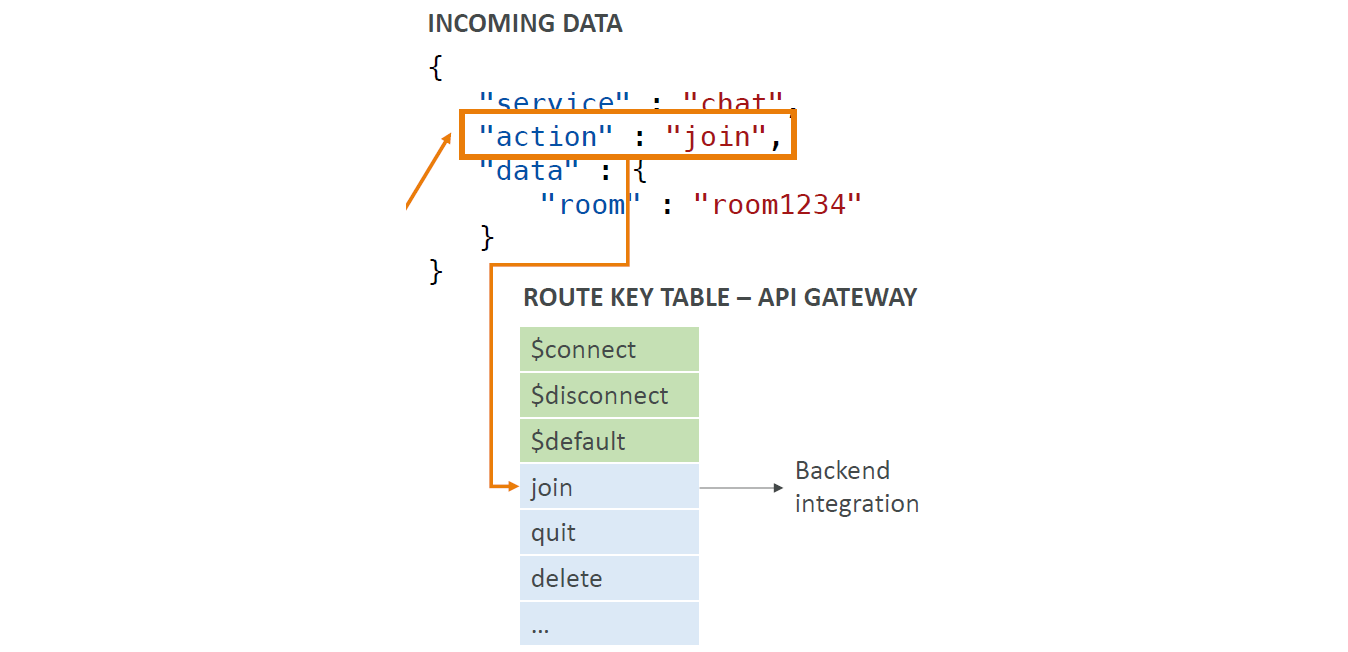 INCOMING DATA
{
"service" : "chat",
"action" : "join",
"data" : {
"room" : "room1234"
}
}
ROUTE KEY TABLE – API GATEWAY
$connect
$disconnect
$default
join
Backend
integration
quit
delete
...